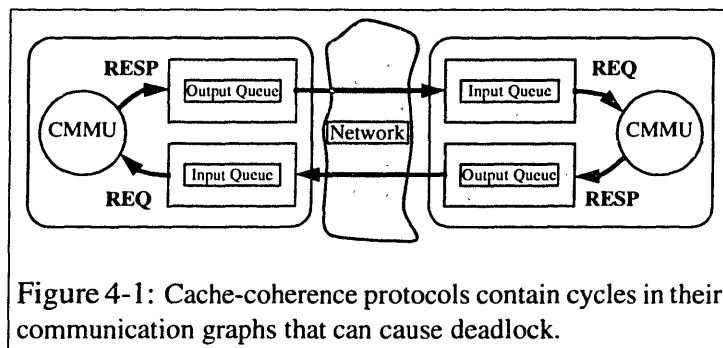 RESP
Output Queue
Input Queue
REQ
CMMU
Network
CMMU
REQ
Input Queue
Output Queue
RESP
Figure 4-1: Cache-coherence protocols contain cycles in their
communication graphs that can cause deadlock.